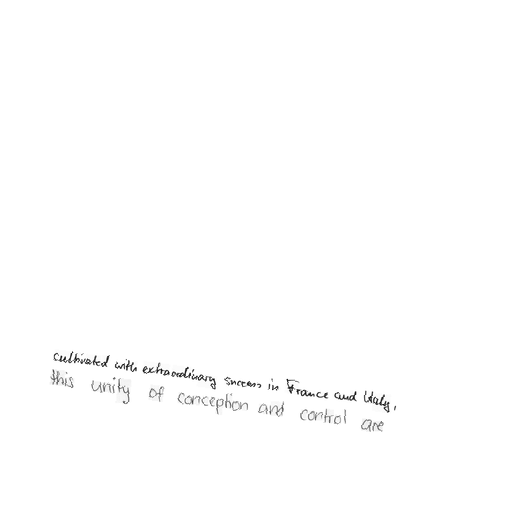 cultivated with extraordinary success in France and Italy,
this unity of conception and control are